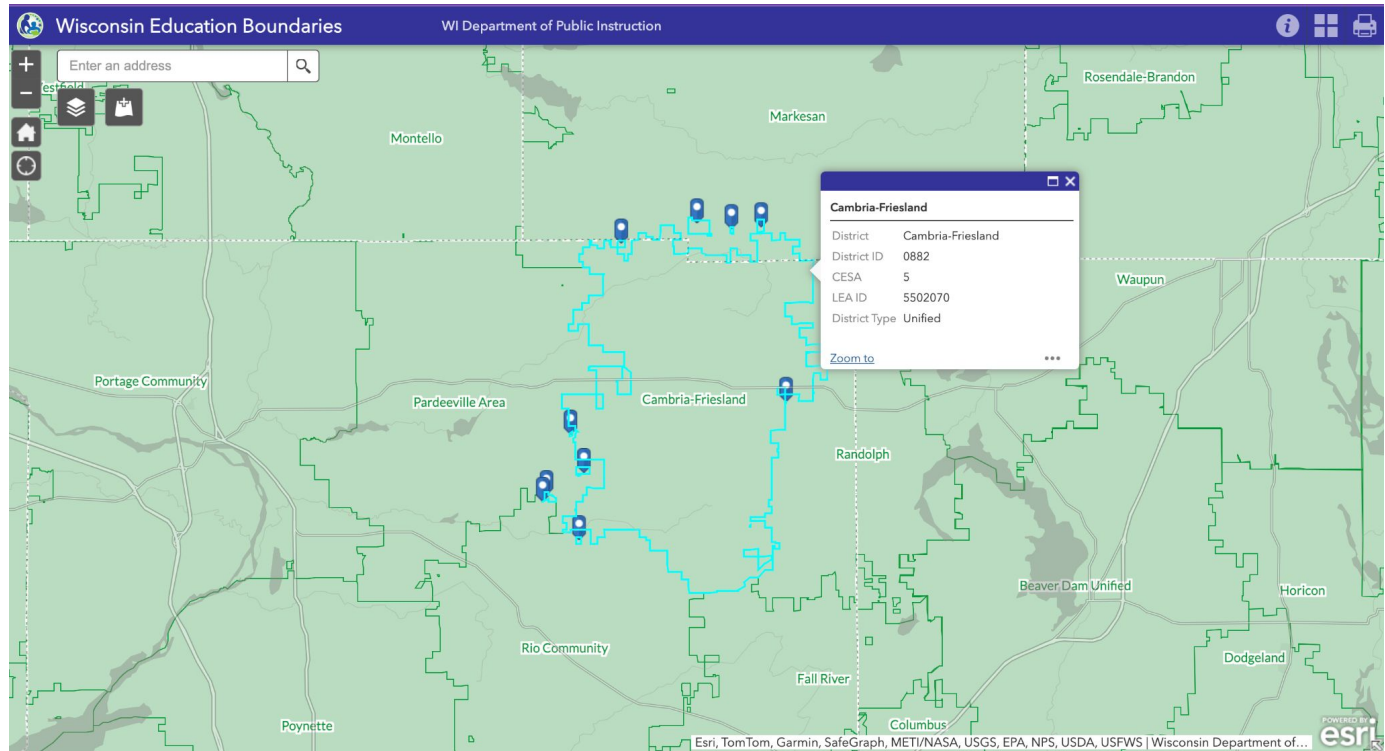 Wisconsin Education Boundaries
WI Department of Public Instruction
i
+
Enter an address
−
Rosendale-Brandon
Markesan
Montello
Cambria-Friesland
District Cambria-Friesland
District ID 0882
CESA 5
LEA ID 5502070
District Type Unified
Zoom to
Waupun
Portage Community
Pardeeville Area
Cambria-Friesland
Randolph
Beaver Dam Unified
Horicon
Rio Community
Dodgeland
Fall River
Poynette
Columbus
POWERED BY
esri
Esri, TomTom, Garmin, SafeGraph, METI/NASA, USGS, EPA, NPS, USDA, USFWS | Wisconsin Department of...